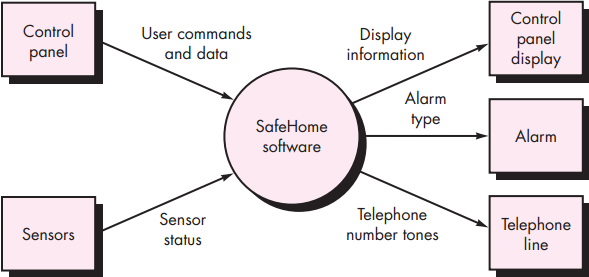 Control
panel
User commands
and data
Display
information
Control
panel
display
SafeHome
software
Alarm
type
Alarm
Sensors
Sensor
status
Telephone
number tones
Telephone
line